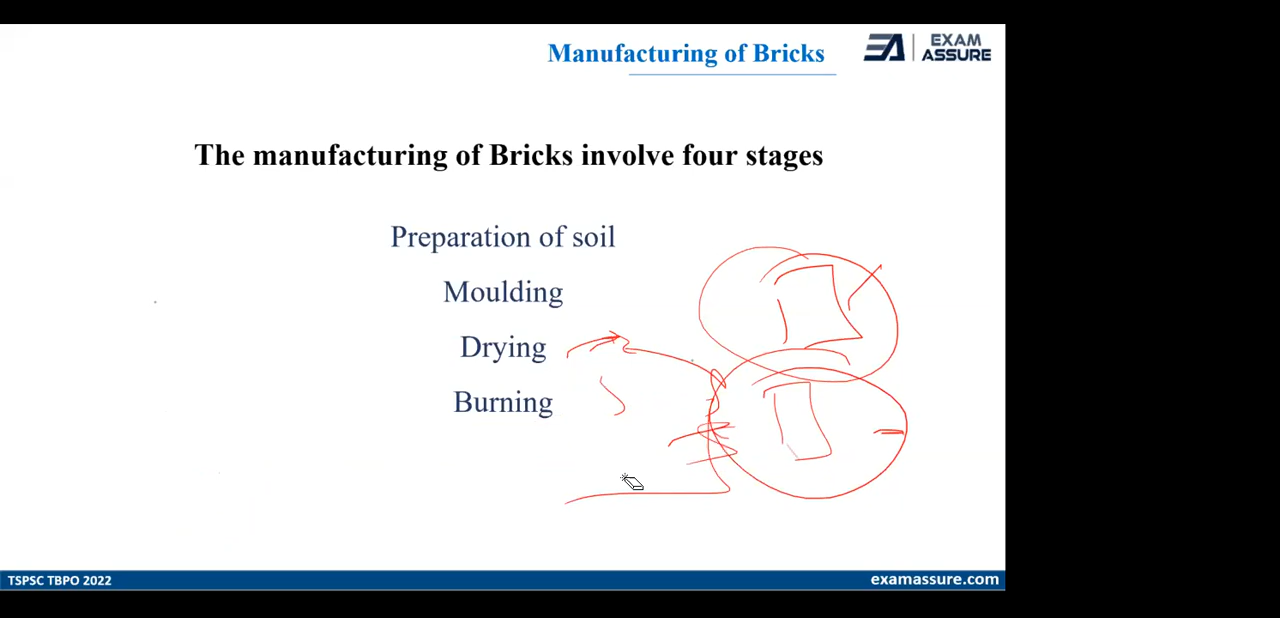 Manufacturing of Bricks
EXAM
ASSURE
The manufacturing of Bricks involve four stages
Preparation of soil
Moulding
Drying
Burning
TSPSC TBPO 2022
examassure.com